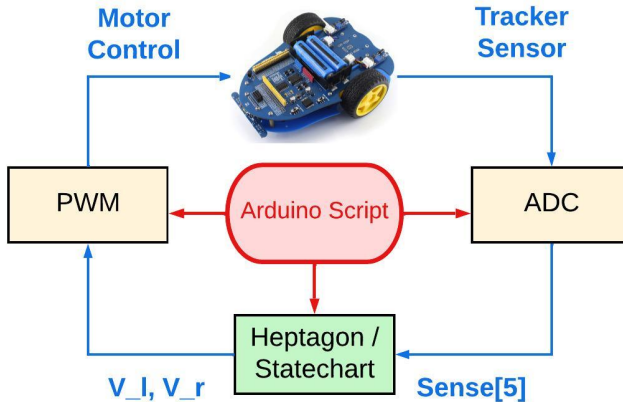 Motor
Control
Tracker
Sensor
PWM
Arduino Script
ADC
Heptagon /
Statechart
V_l, V_r
Sense[5]